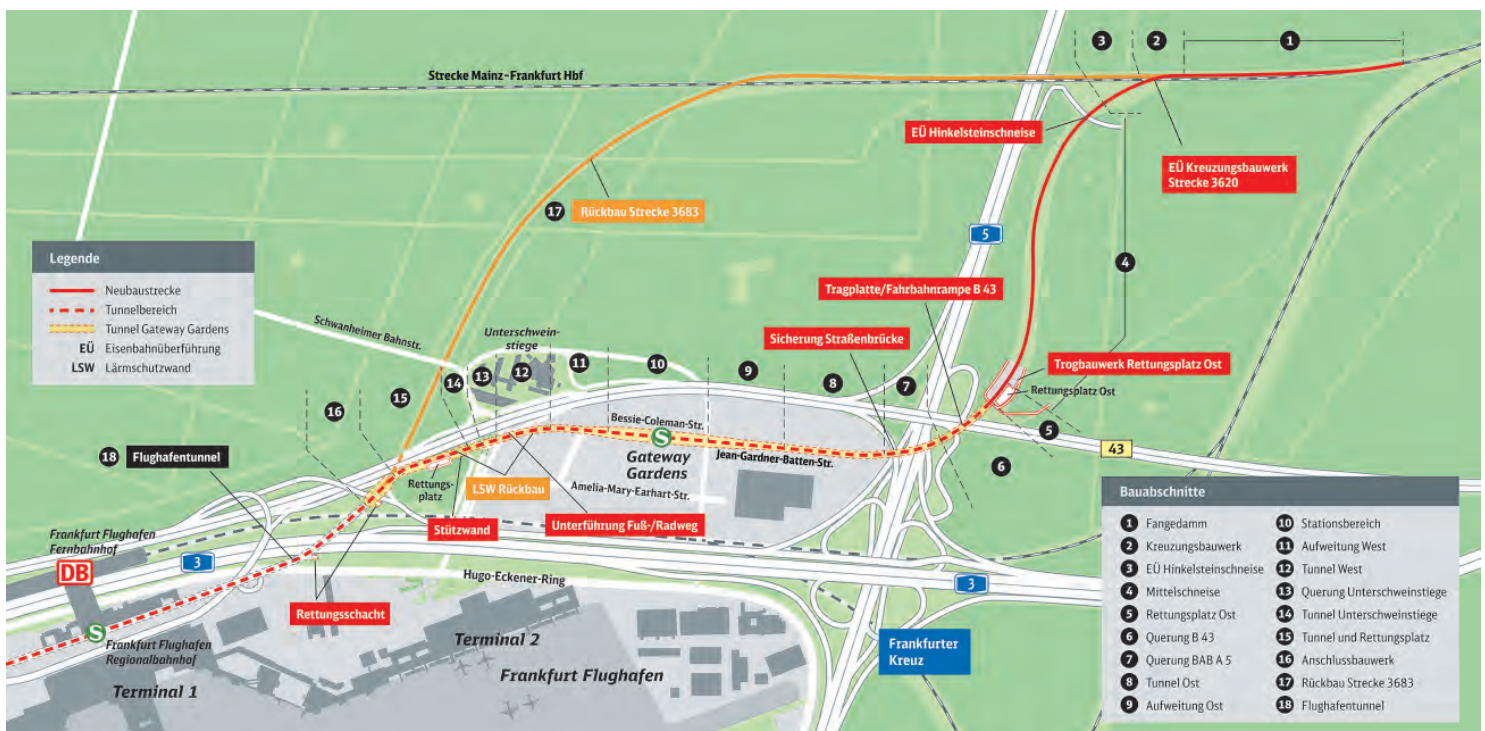 3
2
1
Strecke Mainz-Frankfurt Hbf
EÜ Hinkelsteinschneise
EÜ Kreuzungsbauwerk
Strecke 3620
17
Rückbau Strecke 3683
5
4
Legende
Neubaustrecke
Tunnelbereich
Tunnel Gateway Gardens
EÜ Eisenbahnüberführung
LSW Lärmschutzwand
Tragplatte/Fahrbahnrampe B 43
Schwanheimer Bahnstr.
Unterschwein-
stiege
Sicherung Straßenbrücke
Trogbauwerk Rettungsplatz Ost
Rettungsplatz Ost
16
15
14
13
12
11
10
9
8
7
5
6
43
Bessie-Coleman-Str.
Gateway
Gardens
Jean-Gardner-Batten-Str.
Amelia-Mary-Earhart-Str.
18
Flughafentunnel
Rettungs-
platz
LSW Rückbau
Stützwand
Unterführung Fuß-/Radweg
Frankfurt Flughafen
Fernbahnhof
DB
3
3
Hugo-Eckener-Ring
Rettungsschacht
S
S
Frankfurt Flughafen
Regionalbahnhof
Terminal 1
Terminal 2
Frankfurt Flughafen
Frankfurter
Kreuz
Bauabschnitte
1 Fangedamm
2 Kreuzungsbauwerk
3 EÜ Hinkelsteinschneise
4 Mittelschneise
5 Rettungsplatz Ost
6 Querung B 43
7 Querung BAB A 5
8 Tunnel Ost
9 Aufweitung Ost
10 Stationsbereich
11 Aufweitung West
12 Tunnel West
13 Querung Unterschweinstiege
14 Tunnel Unterschweinstiege
15 Tunnel und Rettungsplatz
16 Anschlussbauwerk
17 Rückbau Strecke 3683
18 Flughafentunnel